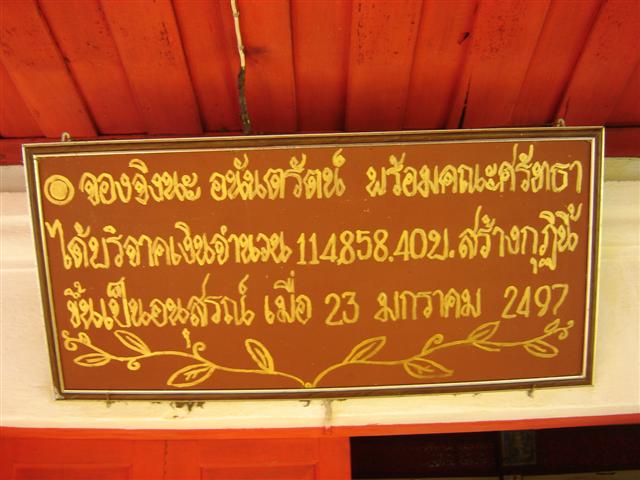 จองจิงนะ อนันตรัตน์ พร้อมคณะศรัทธา
ได้บริจาคเงินจำนวน 114,858.40บ. สร้างกุฏินี้
ขึ้นเป็นอนุสรณ์ เมื่อ 23 มกราคม 2497